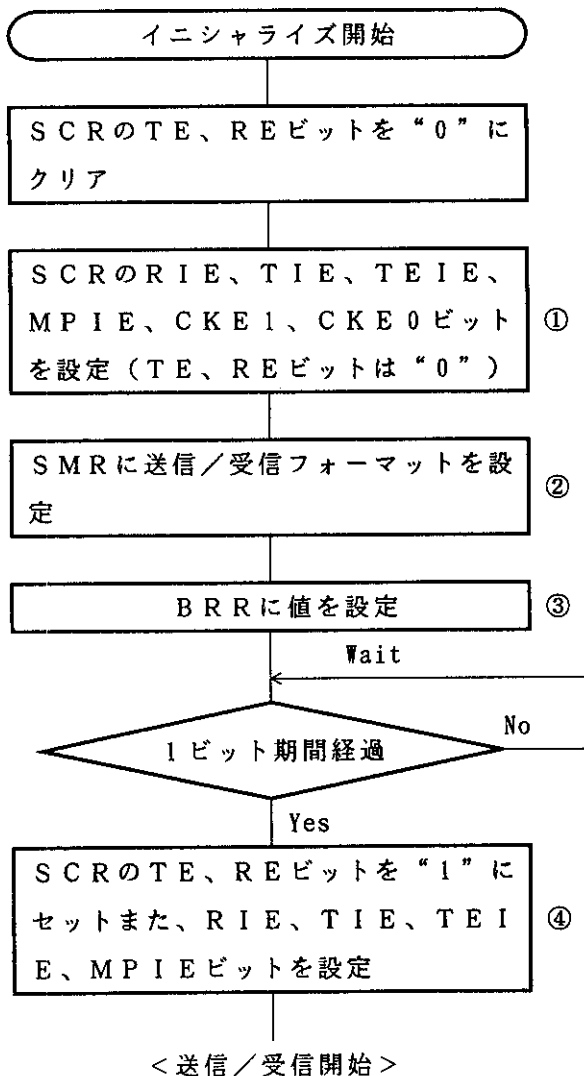 イニシャライズ開始
SCRのTE、REビットを“0”に
クリア
SCRのRIE、TIE、TEIE、
MPIE、CKE1、CKE0ビット
を設定(TE、REビットは“0”)
①
SMRに送信/受信フォーマットを設
定
②
BRRに値を設定
③
Wait
1ビット期間経過
No
Yes
SCRのTE、REビットを“1”に
セットまた、RIE、TIE、TEI
E、MPIEビットを設定
④
<送信/受信開始>